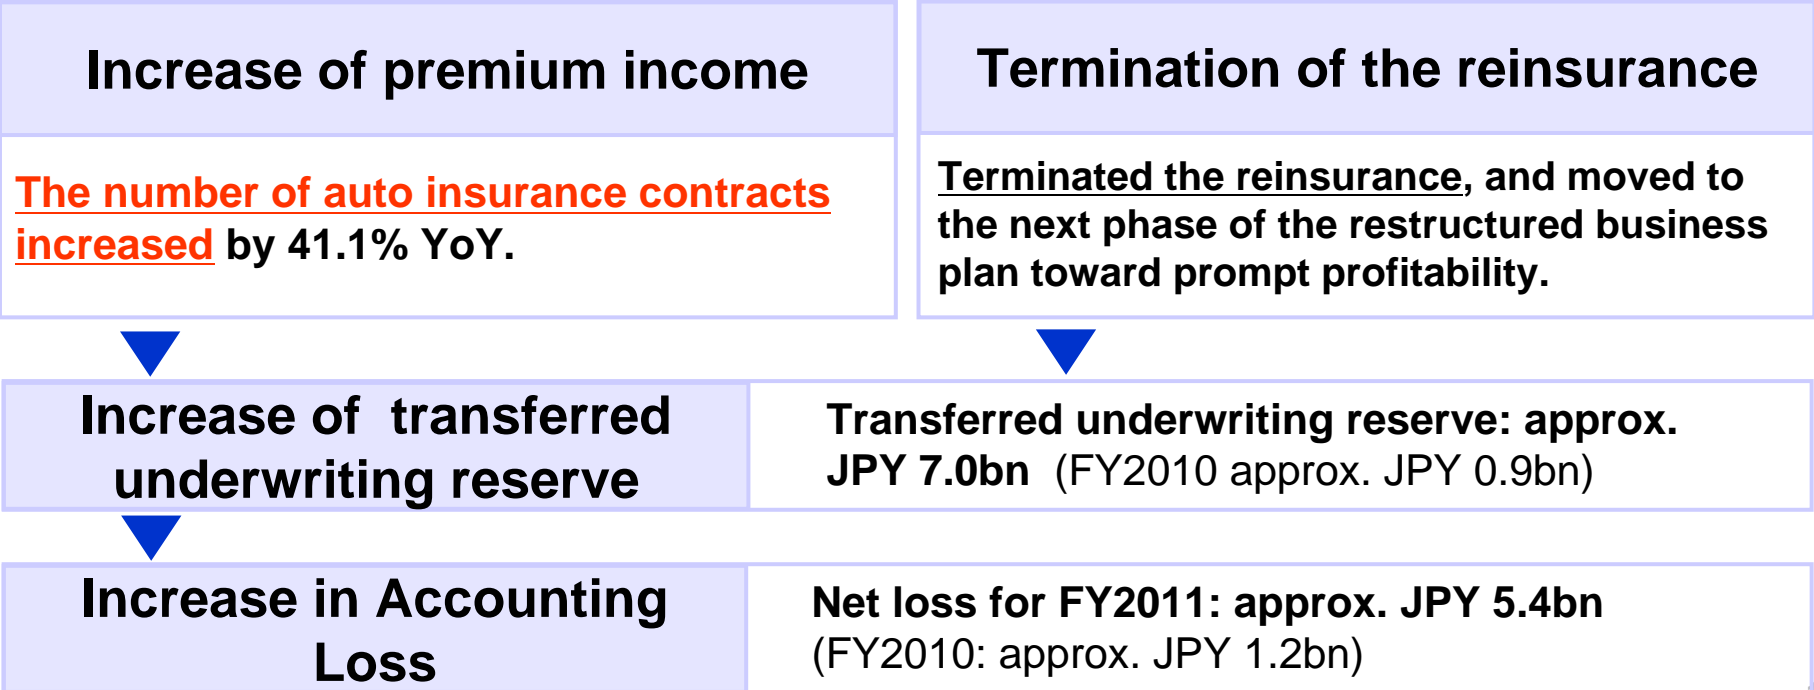 Increase of premium income
The number of auto insurance contracts
increased by 41.1% YoY.
Termination of the reinsurance
Terminated the reinsurance, and moved to
the next phase of the restructured business
plan toward prompt profitability.
Increase of transferred
underwriting reserve
Transferred underwriting reserve: approx.
JPY 7.0bn (FY2010 approx. JPY 0.9bn)
Increase in Accounting
Loss
Net loss for FY2011: approx. JPY 5.4bn
(FY2010: approx. JPY 1.2bn)